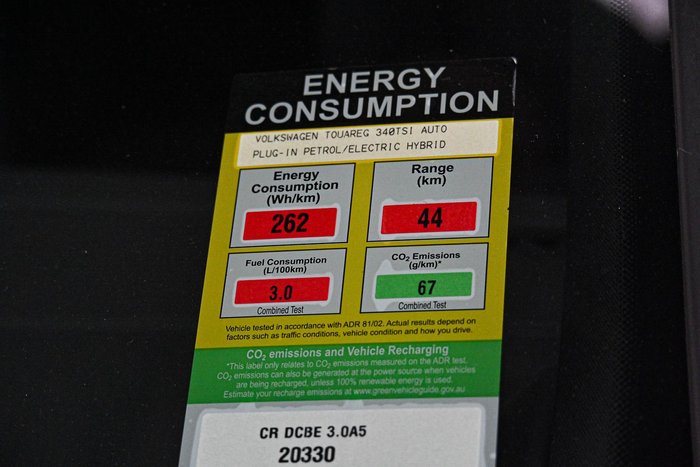 ENERGY
CONSUMPTION
VOLKSWAGEN TOUAREG 340TSI AUTO
PLUG-IN PETROL/ELECTRIC HYBRID
Energy
Consumption
(Wh/km)
262
Range
(km)
44
Fuel Consumption
(L/100km)
3.0
Combined Test
CO₂ Emissions
(g/km)*
67
Combined Test
Vehicle tested in accordance with ADR 81/02. Actual results depend on
factors such as traffic conditions, vehicle condition and how you drive.
CO₂ emissions and Vehicle Recharging
*This label only relates to CO₂ emissions measured on the ADR test.
CO₂ emissions can also be generated at the power source when vehicles
are being recharged, unless 100% renewable energy is used.
Estimate your recharge emissions at www.greenvehicleguide.gov.au
CR DCBE 3.0A5
20330